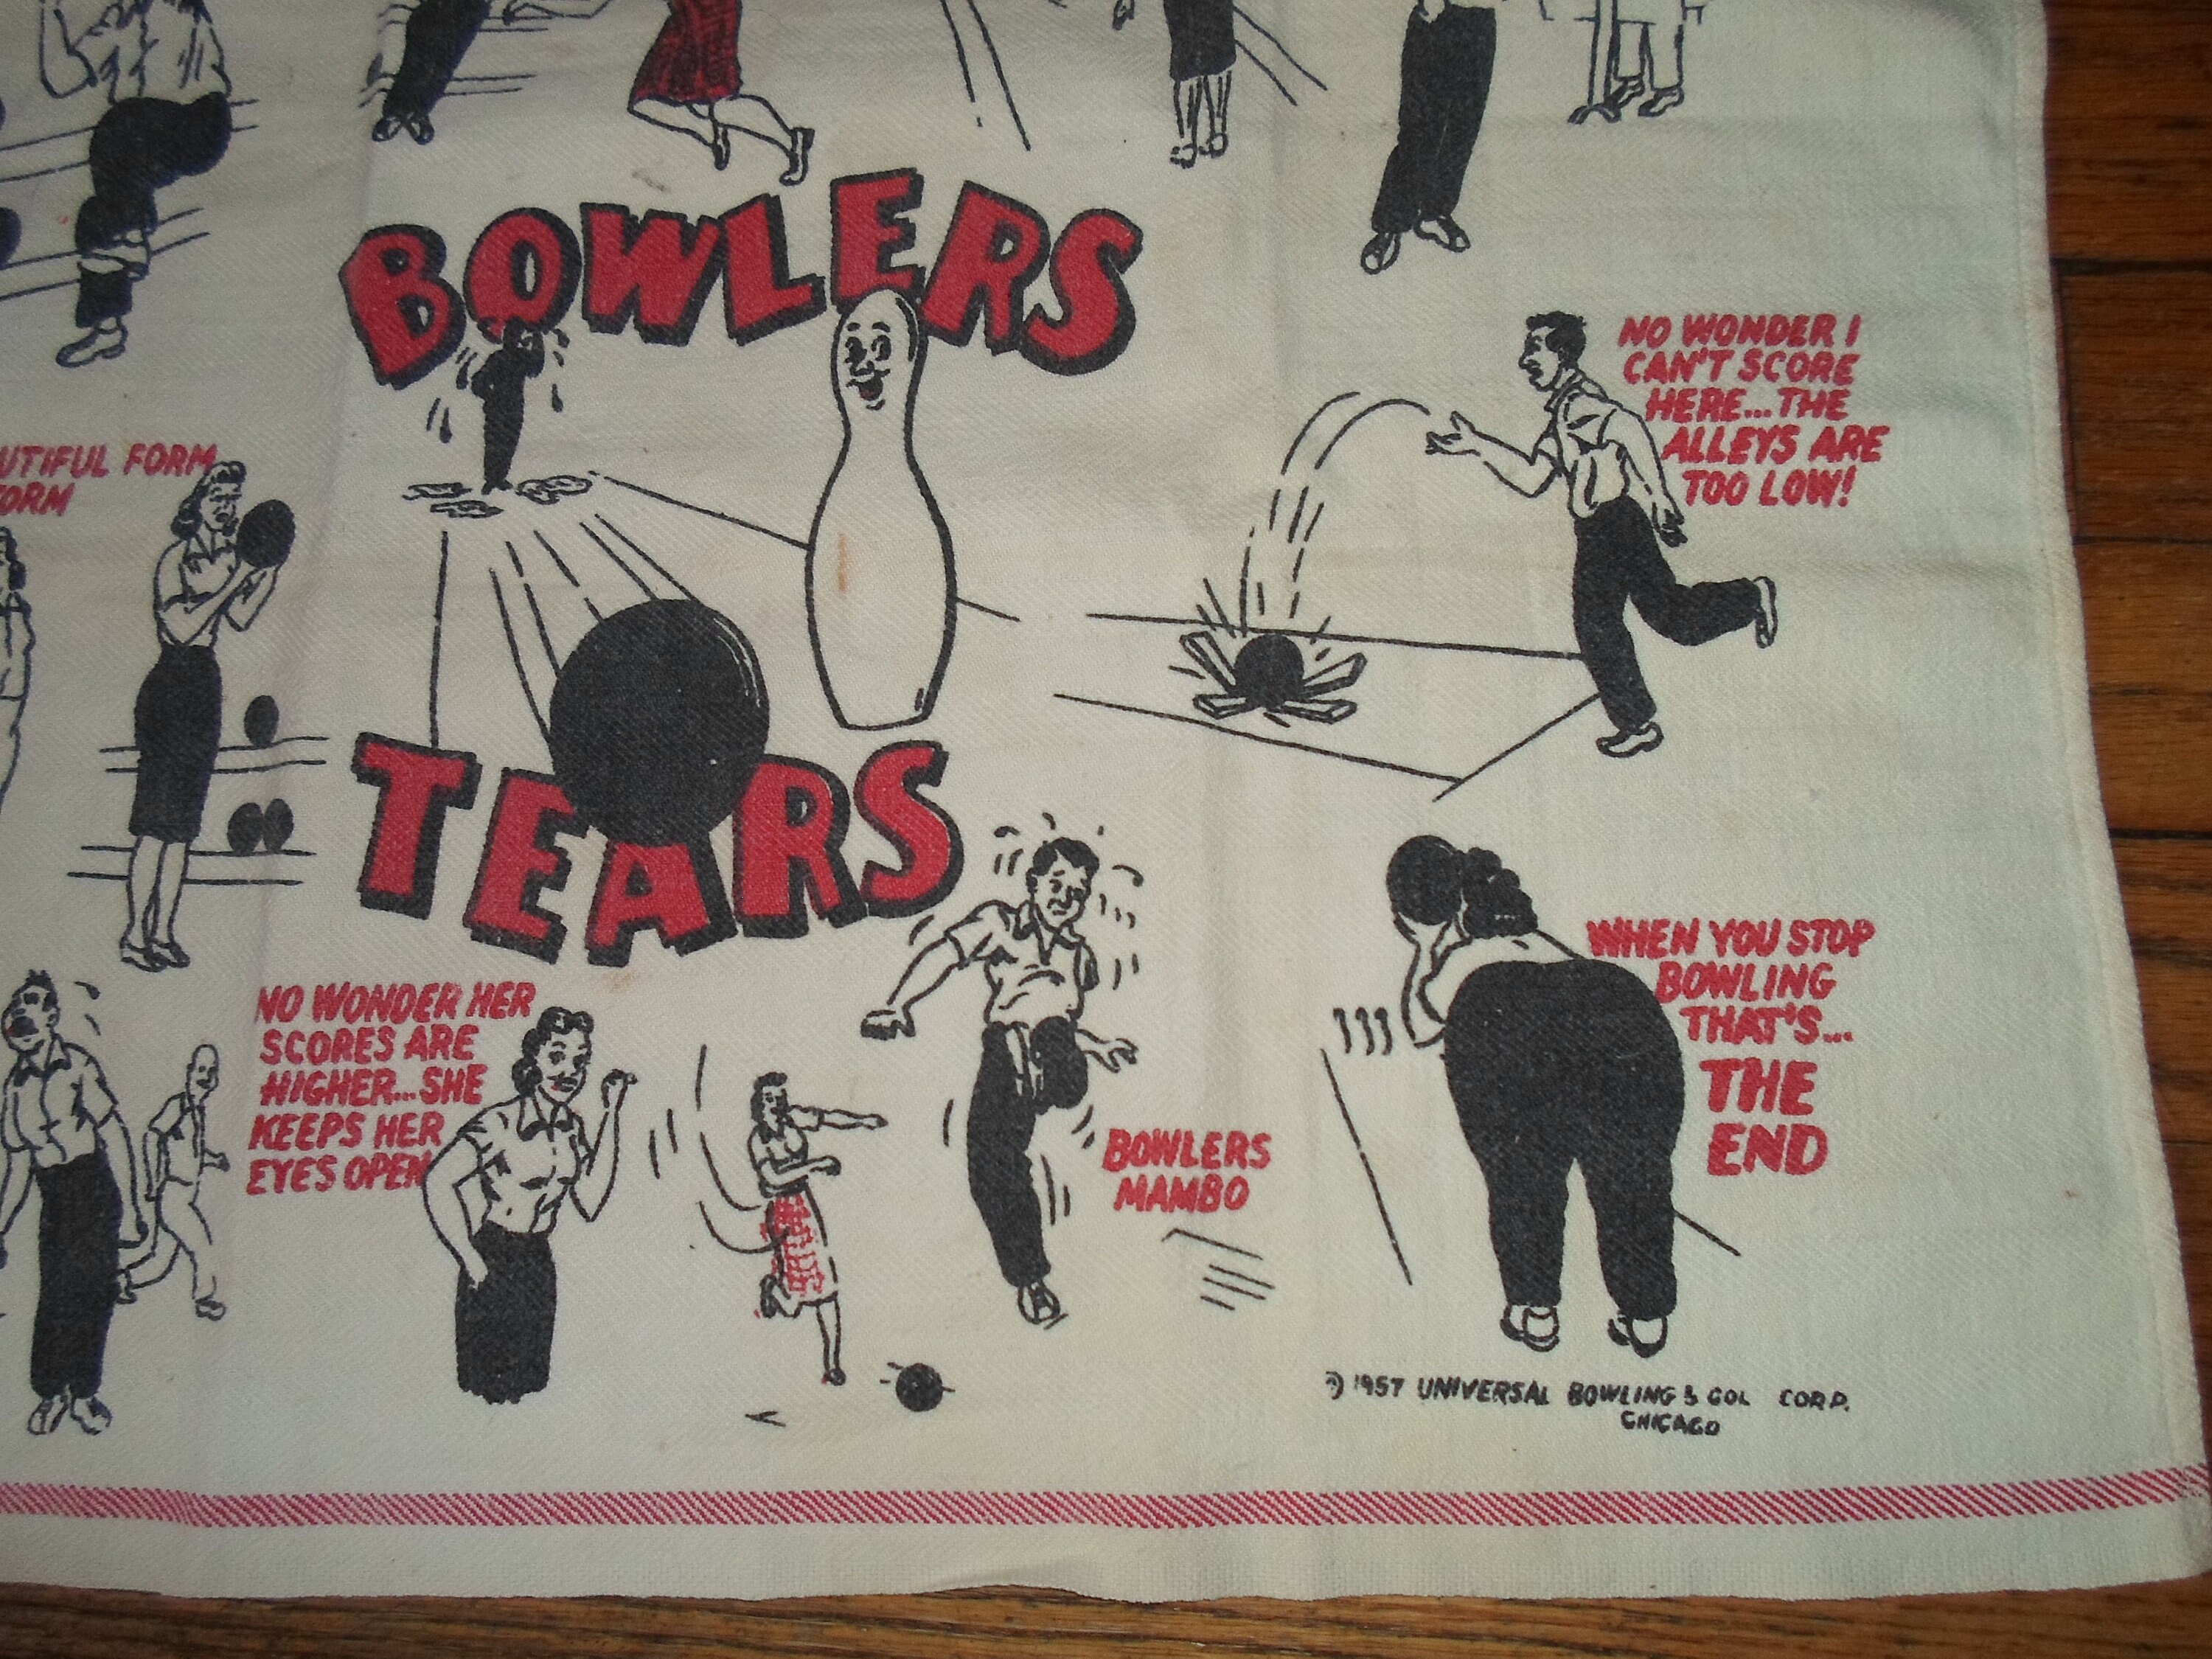 BOWLERS
TEARS
NO WONDER I
CAN'T SCORE
HERE...THE
ALLEYS ARE
TOO LOW!
UTIFUL FORM
ORM
NO WONDER HER
SCORES ARE
HIGHER...SHE
KEEPS HER
EYES OPEN
BOWLERS
MAMBO
WHEN YOU STOP
BOWLING
THAT'S...
THE
END
© 1957 UNIVERSAL BOWLING & GOL CORP.
CHICAGO